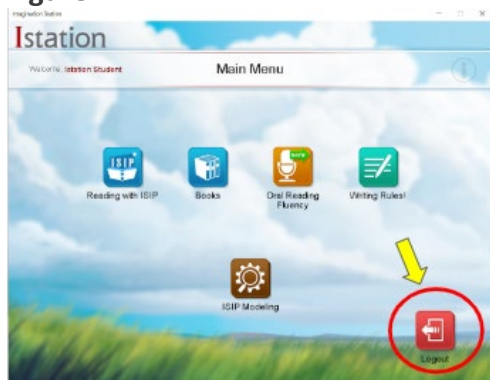 Imagination Station
Istation
Welcome, Istation Student
Main Menu
ISIP
Reading with ISIP
Books
Oral Reading
Fluency
Writing Rules!
ISIP Modeling
Logout